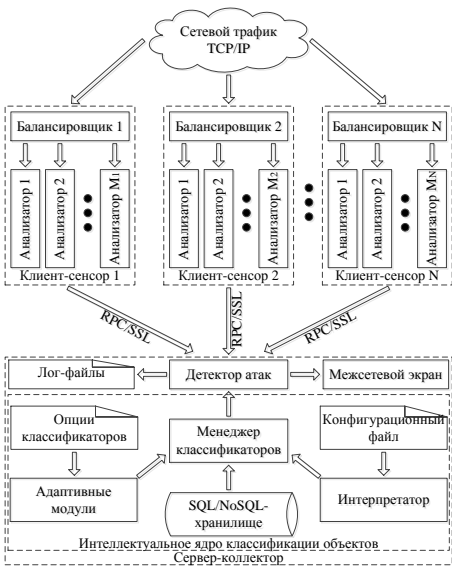 Сетевой трафик
TCP/IP
Балансировщик 1
Балансировщик 2
Балансировщик N
Анализатор 1
Анализатор 2
Анализатор M1
Анализатор 1
Анализатор 2
Анализатор M2
Анализатор 1
Анализатор 2
Анализатор MN
Клиент-сенсор 1
Клиент-сенсор 2
Клиент-сенсор N
RPC/SSL
RPC/SSL
RPC/SSL
Лог-файлы
Детектор атак
Межсетевой экран
Опции
классификаторов
Менеджер
классификаторов
Конфигурационный
файл
Адаптивные
модули
SQL/NoSQL-
хранилище
Интерпретатор
Интеллектуальное ядро классификации объектов
Сервер-коллектор